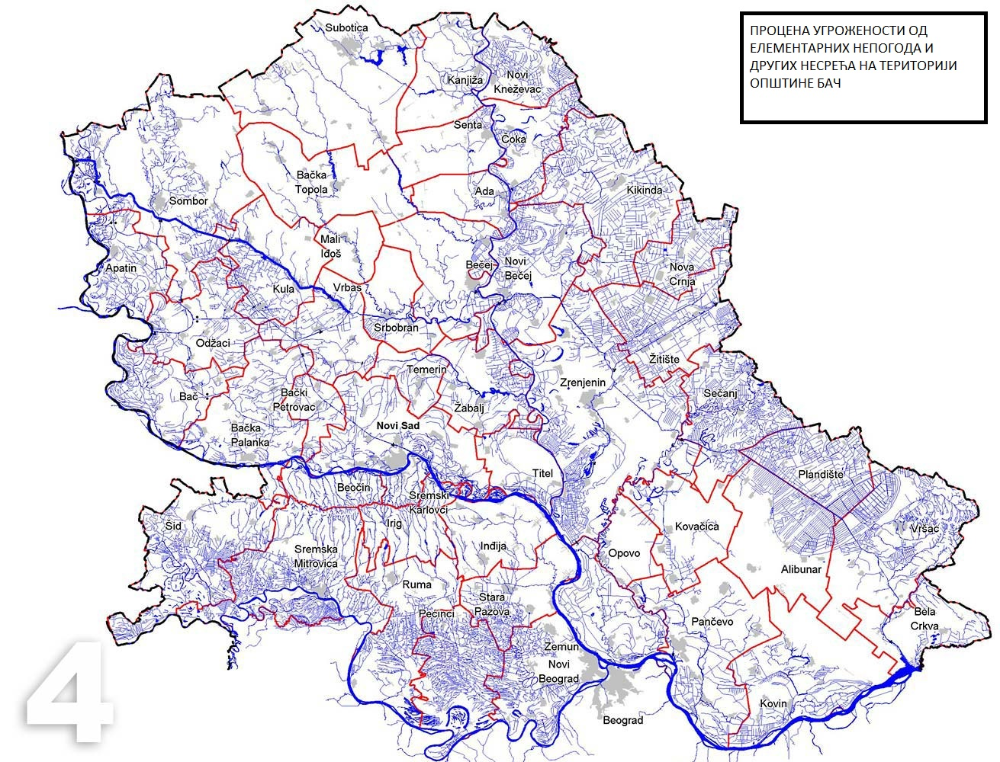 ПРОЦЕНА УГРОЖЕНОСТИ ОД
ЕЛЕМЕНТАРНИХ НЕПОГОДА И
ДРУГИХ НЕСРЕЋА НА ТЕРИТОРИЈИ
ОПШТИНЕ БАЧ
Subotica
Kanjiža
Novi
Kneževac
Senta
Čoka
Bačka
Topola
Ada
Kikinda
Sombor
Mali
Iđoš
Apatin
Bečej
Novi
Bečej
Nova
Crnja
Kula
Vrbas
Srbobran
Odžaci
Žitište
Temerin
Zrenjenin
Bač
Bački
Petrovac
Žabalj
Sečanj
Bačka
Palanka
Novi Sad
Titel
Plandište
Beočin
Sremski
Karlovci
Šid
Irig
Kovačica
Vršac
Sremska
Mitrovica
Inđija
Opovo
Alibunar
Ruma
Stara
Pazova
Pećinci
Pančevo
Bela
Crkva
Zemun
Novi
Beograd
Kovin
Beograd
4